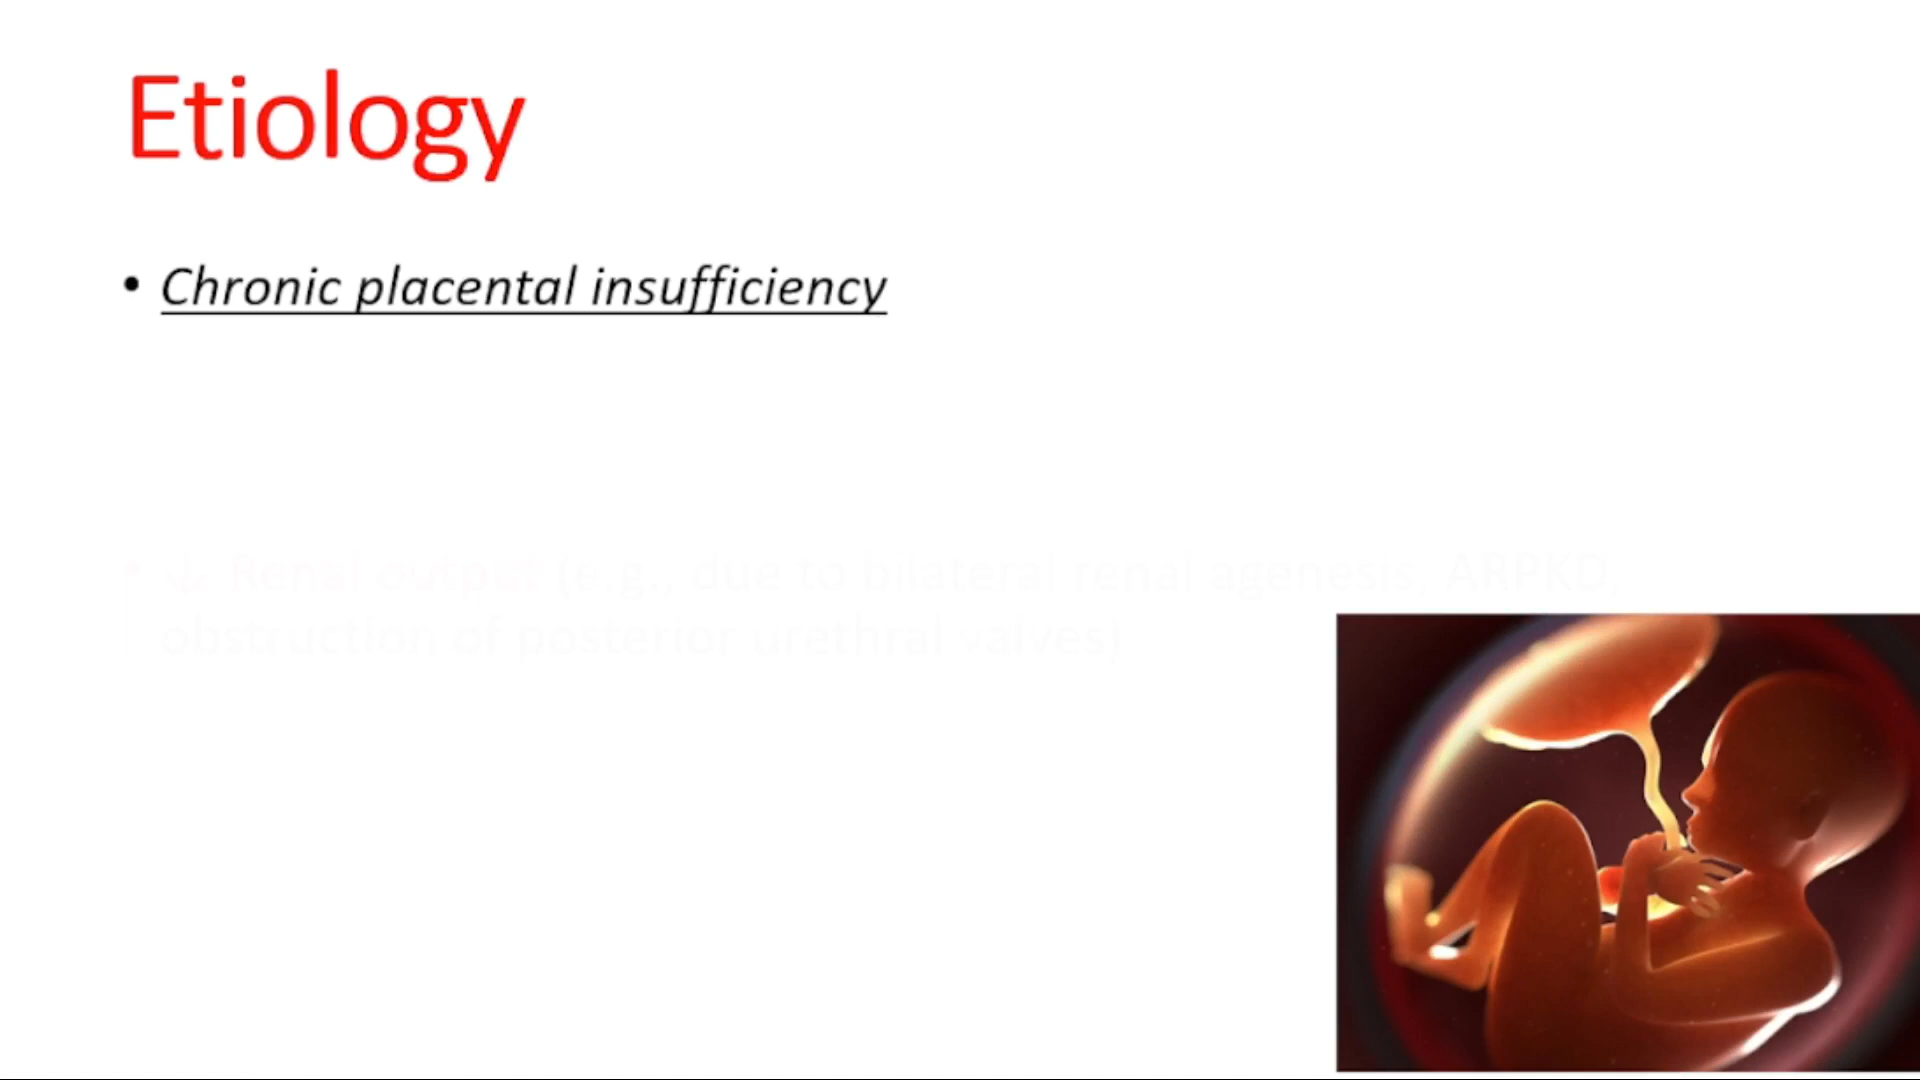 Etiology
• Chronic placental insufficiency
• ↓ Renal output (e.g., due to bilateral renal agenesis, ARPKD,
obstruction of posterior urethral valves)